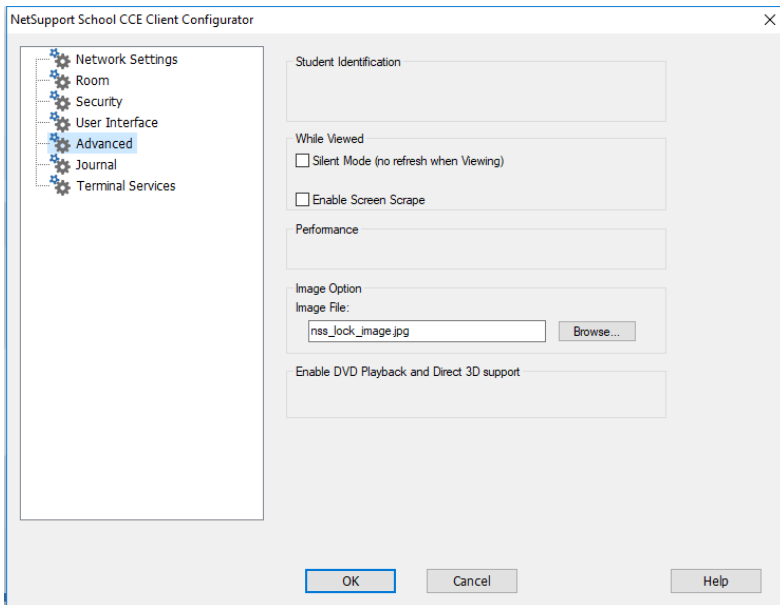 NetSupport School CCE Client Configurator
Network Settings
Room
Security
User Interface
Advanced
Journal
Terminal Services
Student Identification
While Viewed
Silent Mode (no refresh when Viewing)
Enable Screen Scrape
Performance
Image Option
Image File:
nss_lock_image.jpg
Browse...
Enable DVD Playback and Direct 3D support
OK
Cancel
Help